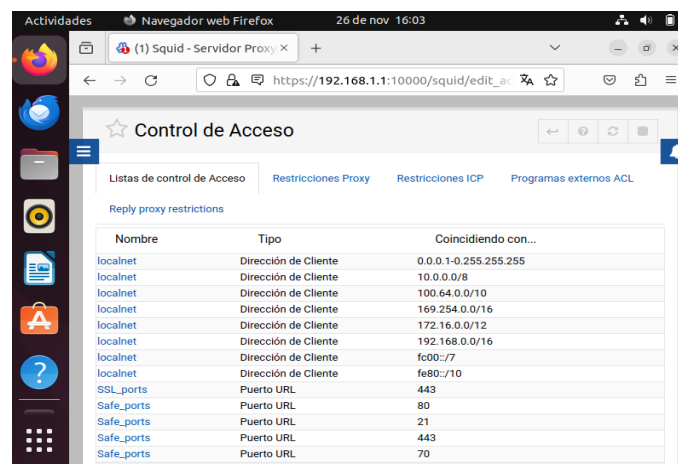 Actividades Navegador web Firefox 26 de nov 16:03
(1) Squid - Servidor Proxy
https://192.168.1.1:10000/squid/edit_ac
Control de Acceso
Listas de control de Acceso Restricciones Proxy Restricciones ICP Programas externos ACL
Reply proxy restrictions
Nombre Tipo Coincidiendo con...
localnet Dirección de Cliente 0.0.0.1-0.255.255.255
localnet Dirección de Cliente 10.0.0.0/8
localnet Dirección de Cliente 100.64.0.0/10
localnet Dirección de Cliente 169.254.0.0/16
localnet Dirección de Cliente 172.16.0.0/12
localnet Dirección de Cliente 192.168.0.0/16
localnet Dirección de Cliente fc00::/7
localnet Dirección de Cliente fe80::/10
SSL_ports Puerto URL 443
Safe_ports Puerto URL 80
Safe_ports Puerto URL 21
Safe_ports Puerto URL 443
Safe_ports Puerto URL 70